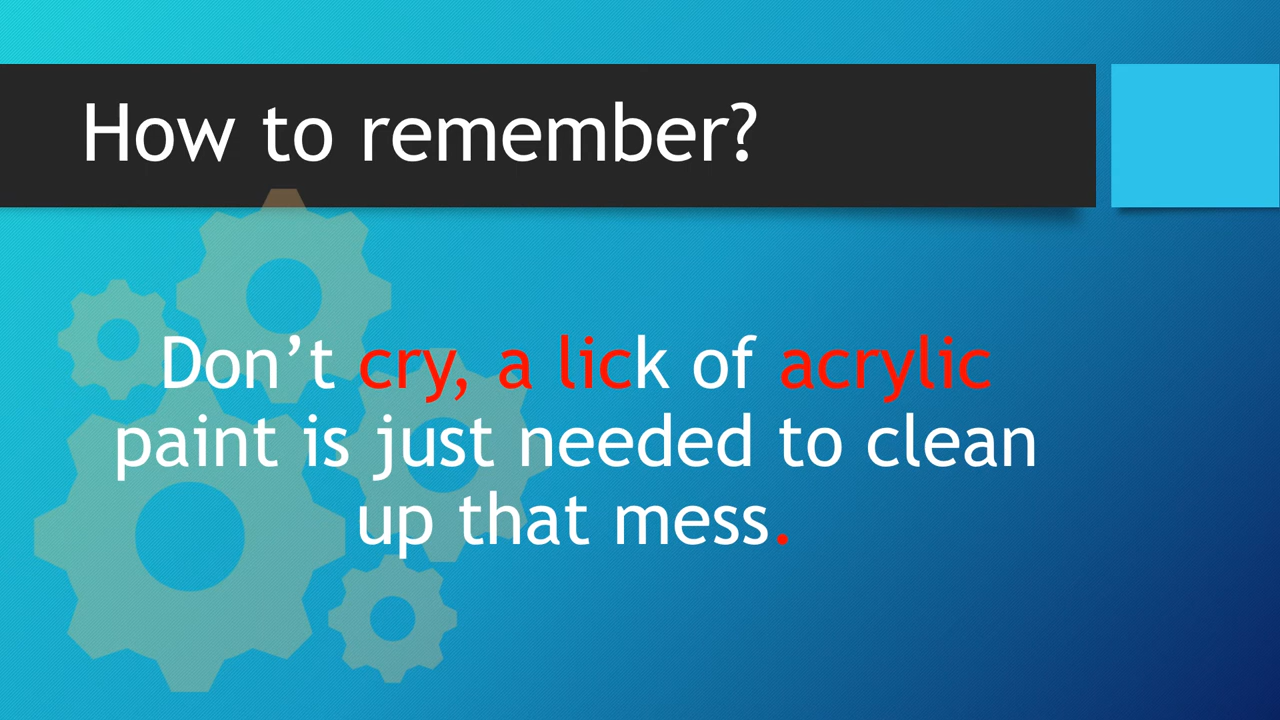 How to remember?
Don’t cry, a lick of acrylic
paint is just needed to clean
up that mess.